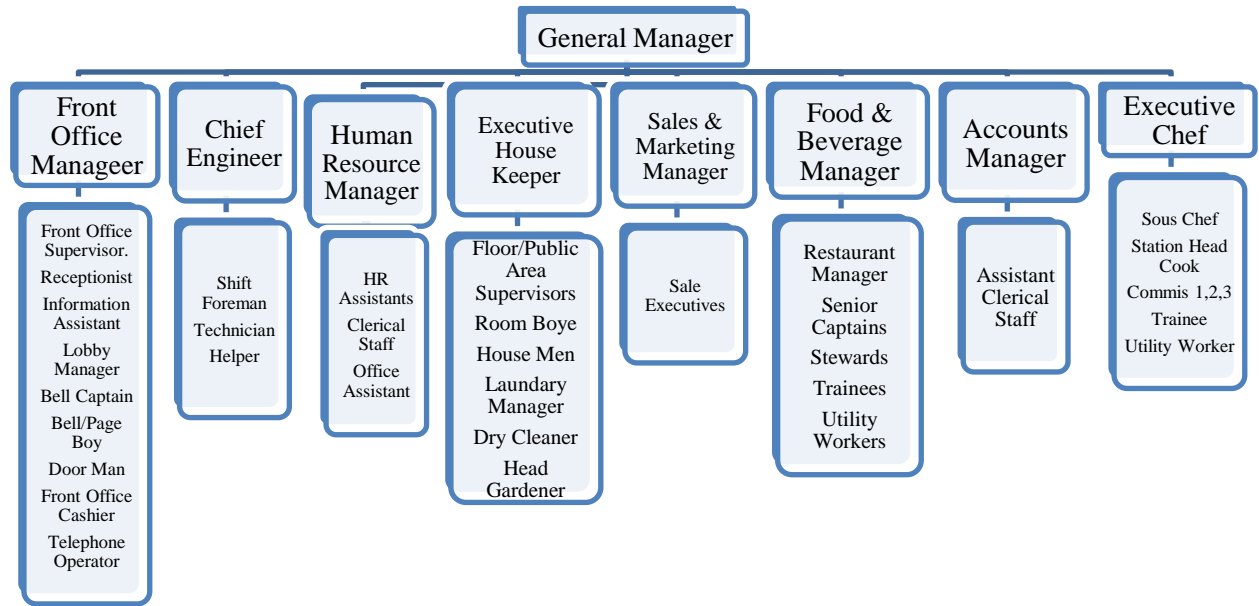 General Manager
Front
Office
Manageer
Chief
Engineer
Human
Resource
Manager
Executive
House
Keeper
Sales &
Marketing
Manager
Food &
Beverage
Manager
Accounts
Manager
Executive
Chef
Front Office
Supervisor.
Receptionist
Information
Assistant
Lobby
Manager
Bell Captain
Bell/Page
Boy
Door Man
Front Office
Cashier
Telephone
Operator
Shift
Foreman
Technician
Helper
HR
Assistants
Clerical
Staff
Office
Assistant
Floor/Public
Area
Supervisors
Room Boye
House Men
Laundary
Manager
Dry Cleaner
Head
Gardener
Sale
Executives
Restaurant
Manager
Senior
Captains
Stewards
Trainees
Utility
Workers
Assistant
Clerical
Staff
Sous Chef
Station Head
Cook
Commis 1,2,3
Trainee
Utility Worker